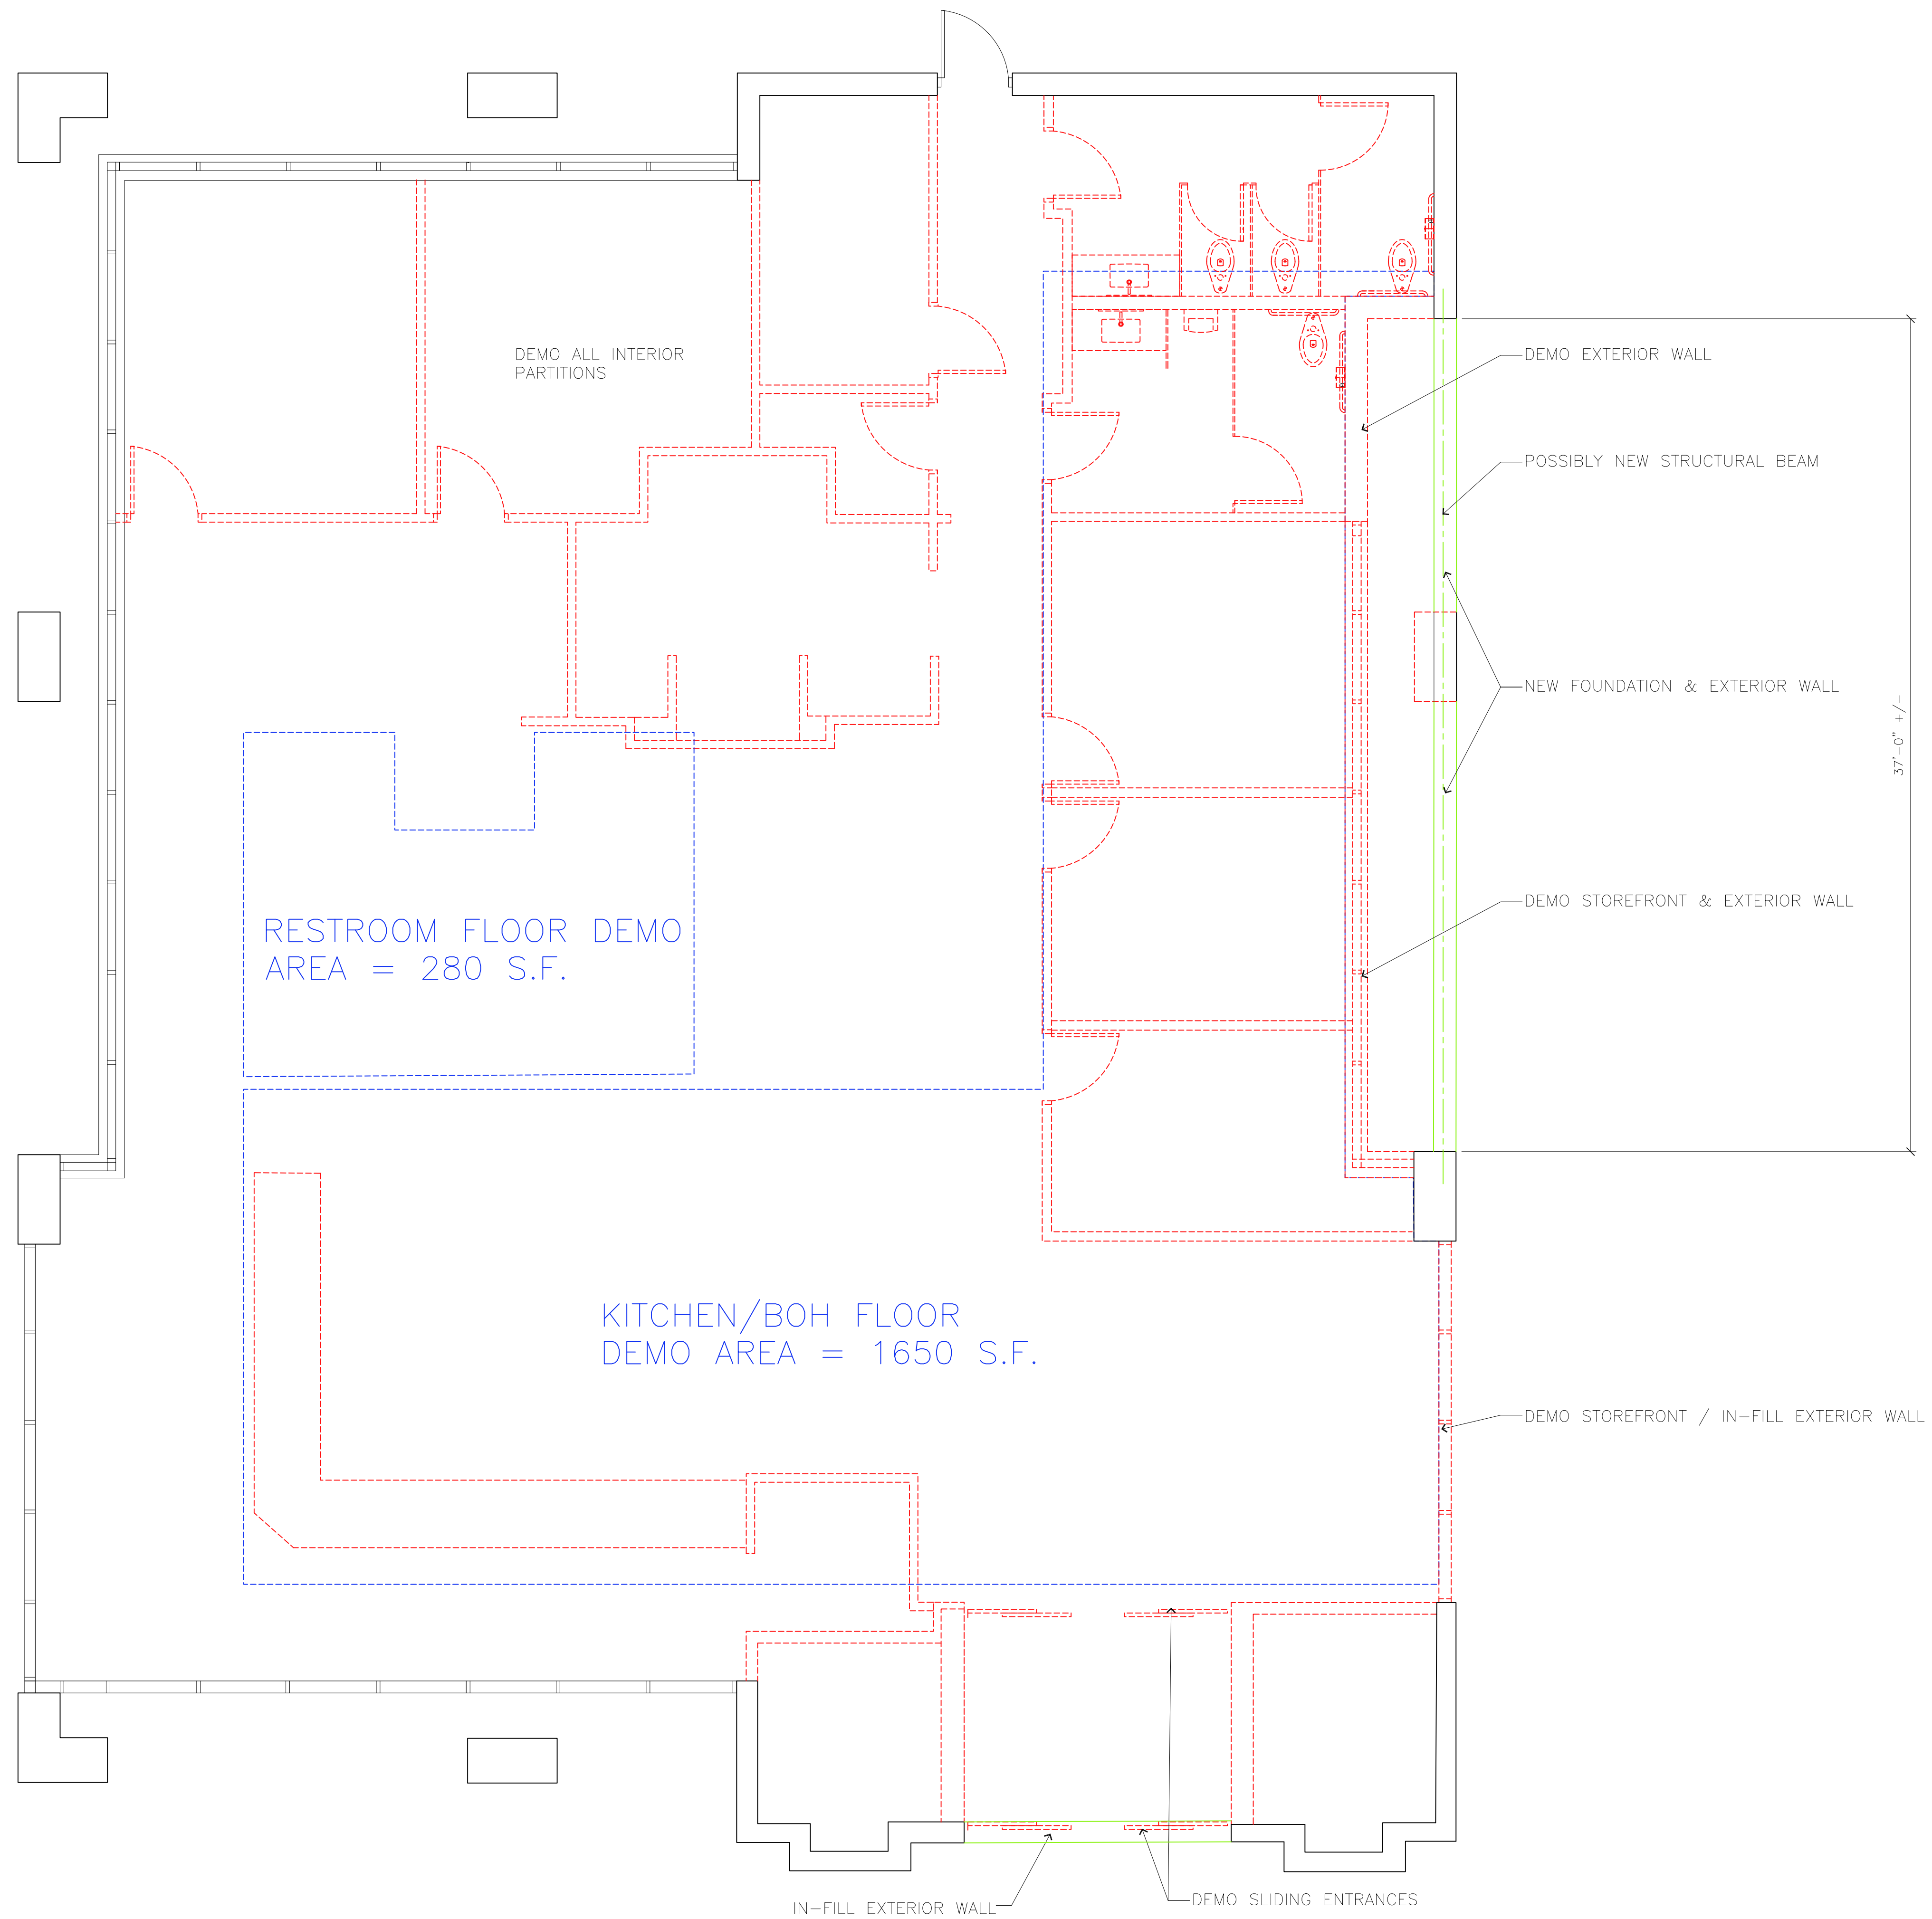 DEMO ALL INTERIOR
PARTITIONS
DEMO EXTERIOR WALL
POSSIBLY NEW STRUCTURAL BEAM
NEW FOUNDATION & EXTERIOR WALL
37'-0" +/-
RESTROOM FLOOR DEMO
AREA = 280 S.F.
DEMO STOREFRONT & EXTERIOR WALL
KITCHEN/BOH FLOOR
DEMO AREA = 1650 S.F.
DEMO STOREFRONT / IN-FILL EXTERIOR WALL
IN-FILL EXTERIOR WALL
DEMO SLIDING ENTRANCES